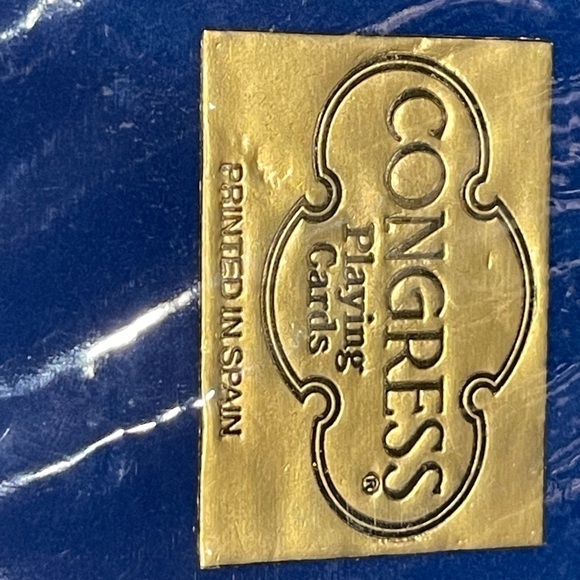 CONGRESS®
Playing
Cards
PRINTED IN SPAIN